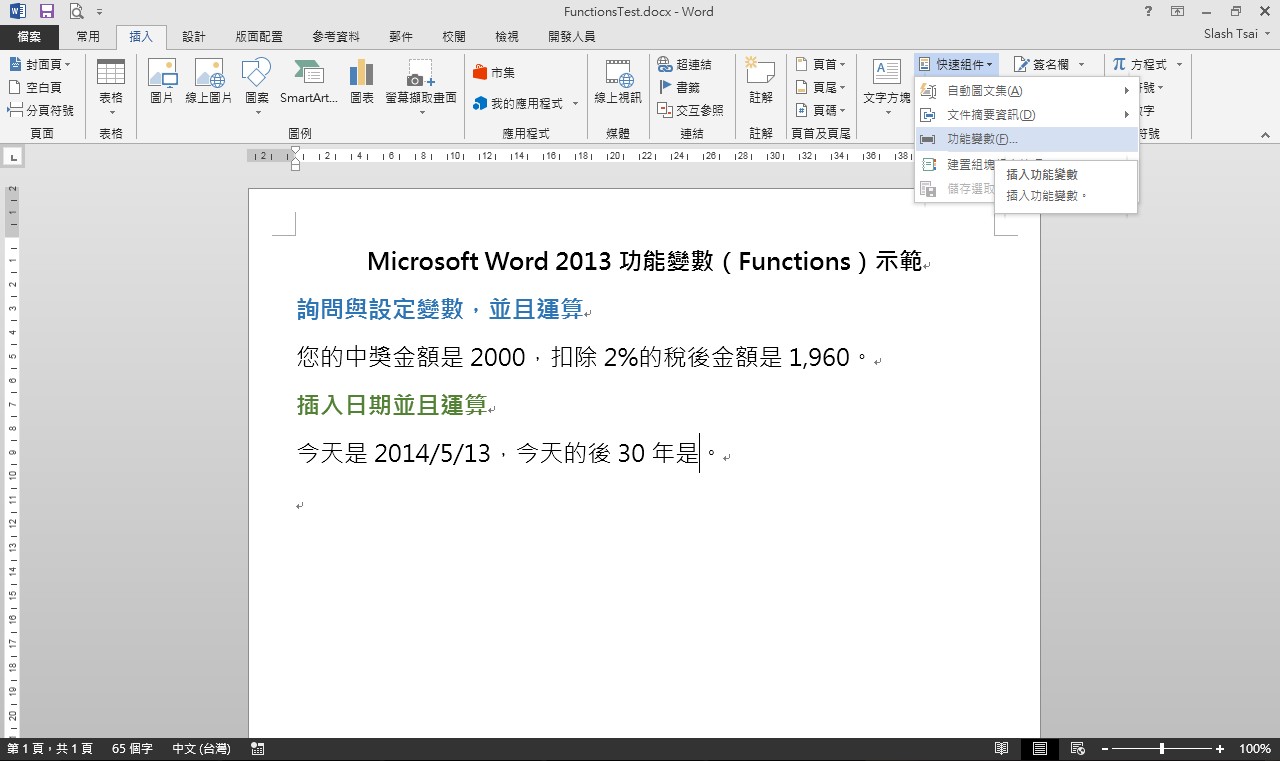 FunctionsTest.docx - Word
Slash Tsai
檔案 常用 插入 設計 版面配置 參考資料 郵件 校閱 檢視 開發人員
封面頁
空白頁
分頁符號
頁面
表格
表格
圖片 線上圖片 圖案 SmartArt... 圖表 螢幕擷取畫面
圖例
市集
我的應用程式
應用程式
線上視訊
媒體
超連結
書籤
交互參照
連結
註解
註解
頁首
頁尾
頁碼
頁首及頁尾
文字方塊
快速組件 簽名欄
π 方程式
自動圖文集(A)
文件摘要資訊(D)
功能變數(F)...
建置組塊
儲存選取
插入功能變數
插入功能變數。
Microsoft Word 2013 功能變數（Functions）示範
詢問與設定變數，並且運算
您的中獎金額是 2000，扣除 2%的稅後金額是 1,960。
插入日期並且運算
今天是 2014/5/13，今天的後 30 年是。
第 1 頁，共 1 頁 65 個字 中文 (台灣) 100%